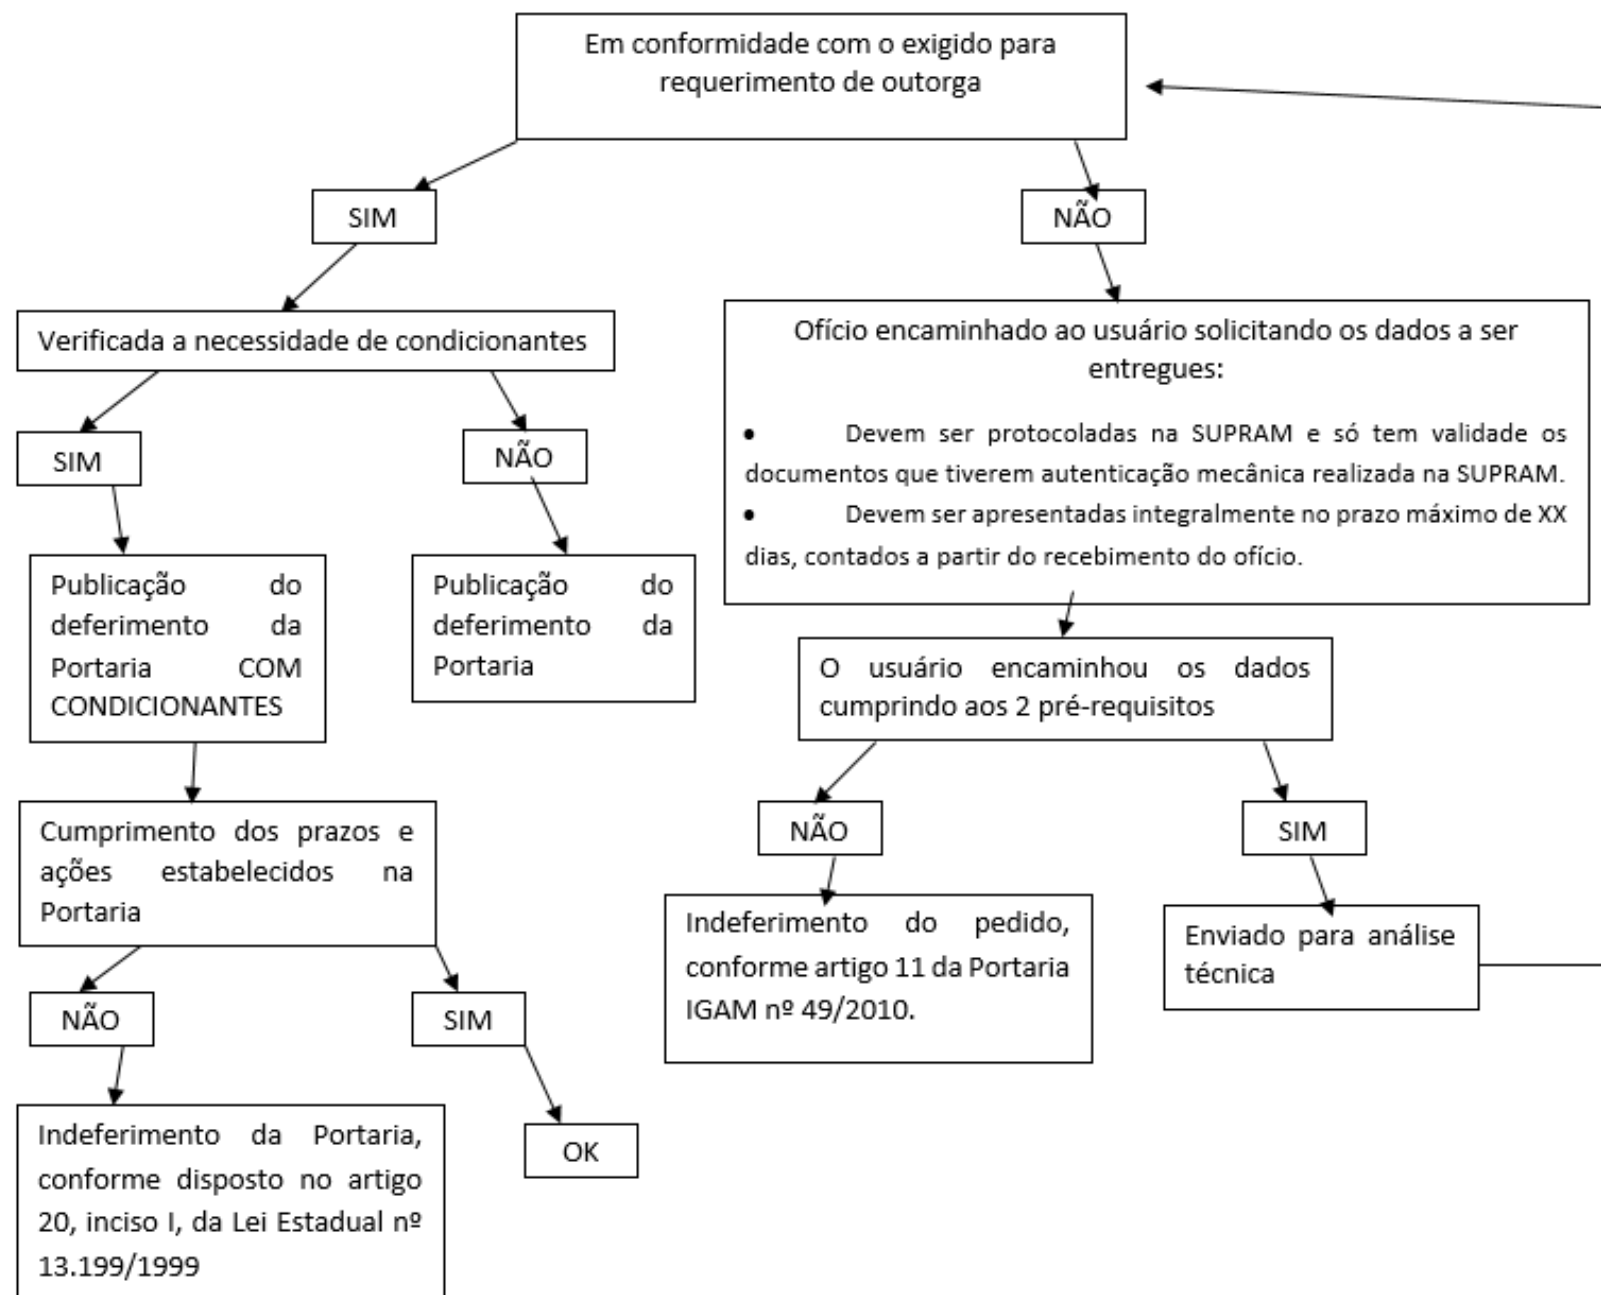 Em conformidade com o exigido para
requerimento de outorga
SIM
NÃO
Verificada a necessidade de condicionantes
Ofício encaminhado ao usuário solicitando os dados a ser
entregues:
• Devem ser protocoladas na SUPRAM e só tem validade os
documentos que tiverem autenticação mecânica realizada na SUPRAM.
• Devem ser apresentadas integralmente no prazo máximo de XX
dias, contados a partir do recebimento do ofício.
SIM
NÃO
Publicação do
deferimento da
Portaria COM
CONDICIONANTES
Publicação do
deferimento da
Portaria
O usuário encaminhou os dados
cumprindo aos 2 pré-requisitos
Cumprimento dos prazos e
ações estabelecidos na
Portaria
NÃO
SIM
Indeferimento do pedido,
conforme artigo 11 da Portaria
IGAM nº 49/2010.
Enviado para análise
técnica
NÃO
SIM
Indeferimento da Portaria,
conforme disposto no artigo
20, inciso I, da Lei Estadual nº
13.199/1999
OK